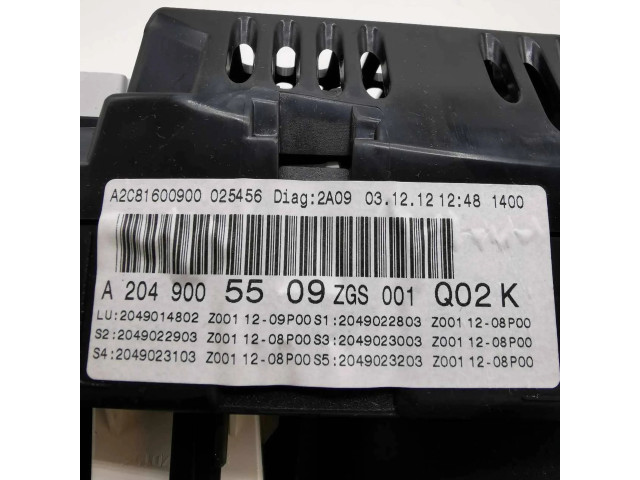 A2C81600900 025456 Diag:2A09 03.12.12 12:48 1400
A 204 900 55 09 ZGS 001 Q02 K
LU:2049014802 Z001 12-09P00 S1:2049022803 Z001 12-08P00
S2:2049022903 Z001 12-08P00 S3:2049023003 Z001 12-08P00
S4:2049023103 Z001 12-08P00 S5:2049023203 Z001 12-08P00